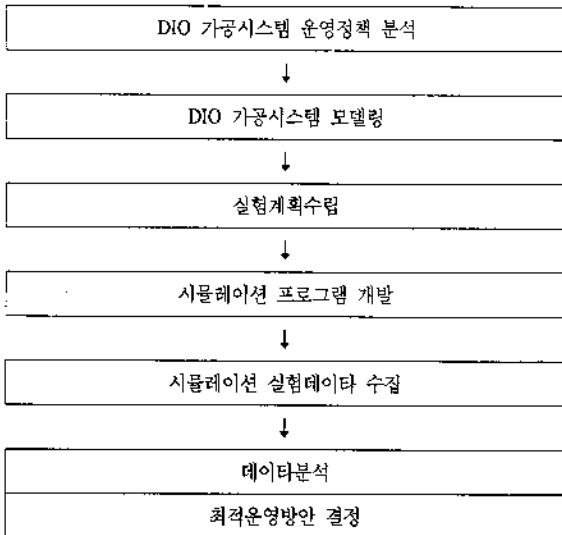 DIO 가공시스템 운영정책 분석
↓
DIO 가공시스템 모델링
↓
실험계획수립
↓
시뮬레이션 프로그램 개발
↓
시뮬레이션 실험데이타 수집
↓
데이타분석
최적운영방안 결정